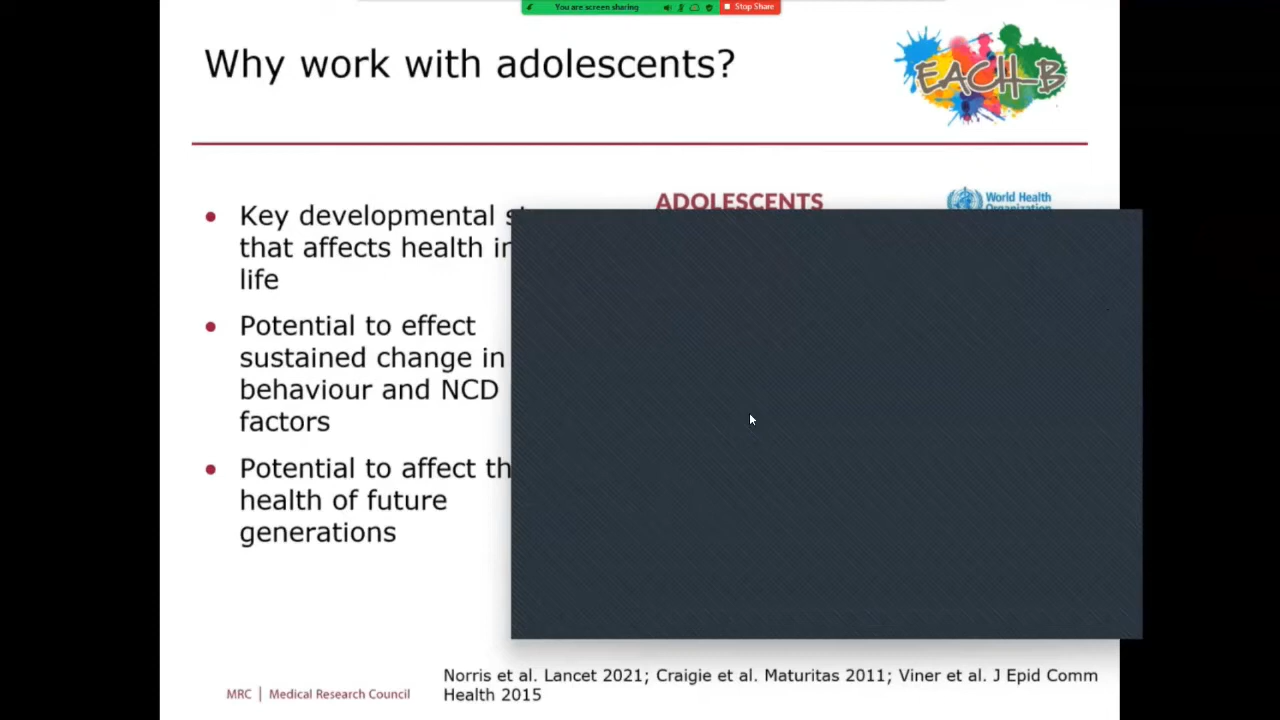 You are screen sharing
Stop Share
Why work with adolescents?
EACH-B
ADOLESCENTS
World Health
Organization
Key developmental
that affects health in
life
Potential to effect
sustained change in
behaviour and NCD
factors
Potential to affect th
health of future
generations
Norris et al. Lancet 2021; Craigie et al. Maturitas 2011; Viner et al. J Epid Comm
Health 2015
MRC | Medical Research Council